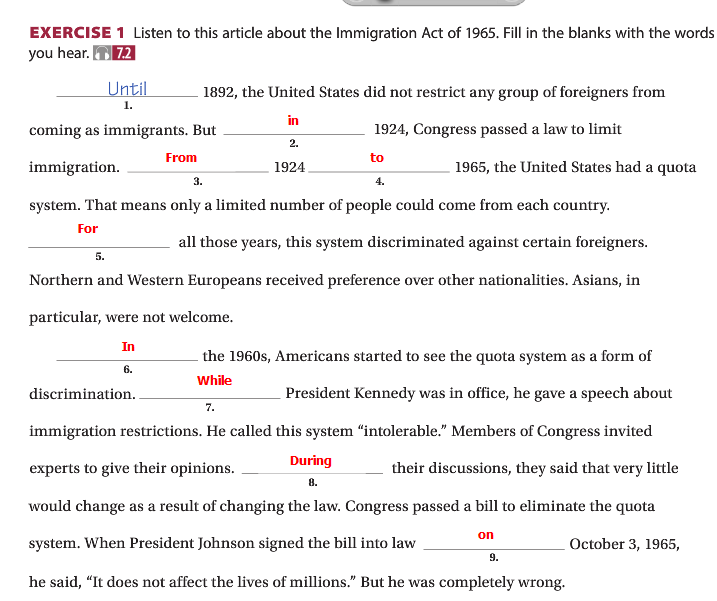 EXERCISE 1 Listen to this article about the Immigration Act of 1965. Fill in the blanks with the words
you hear. 7.2
Until 1892, the United States did not restrict any group of foreigners from
1.
coming as immigrants. But in 1924, Congress passed a law to limit
2.
immigration. From 1924 to 1965, the United States had a quota
3. 4.
system. That means only a limited number of people could come from each country.
For all those years, this system discriminated against certain foreigners.
5.
Northern and Western Europeans received preference over other nationalities. Asians, in
particular, were not welcome.
In the 1960s, Americans started to see the quota system as a form of
6.
discrimination. While President Kennedy was in office, he gave a speech about
7.
immigration restrictions. He called this system “intolerable.” Members of Congress invited
experts to give their opinions. During their discussions, they said that very little
8.
would change as a result of changing the law. Congress passed a bill to eliminate the quota
system. When President Johnson signed the bill into law on October 3, 1965,
9.
he said, “It does not affect the lives of millions.” But he was completely wrong.